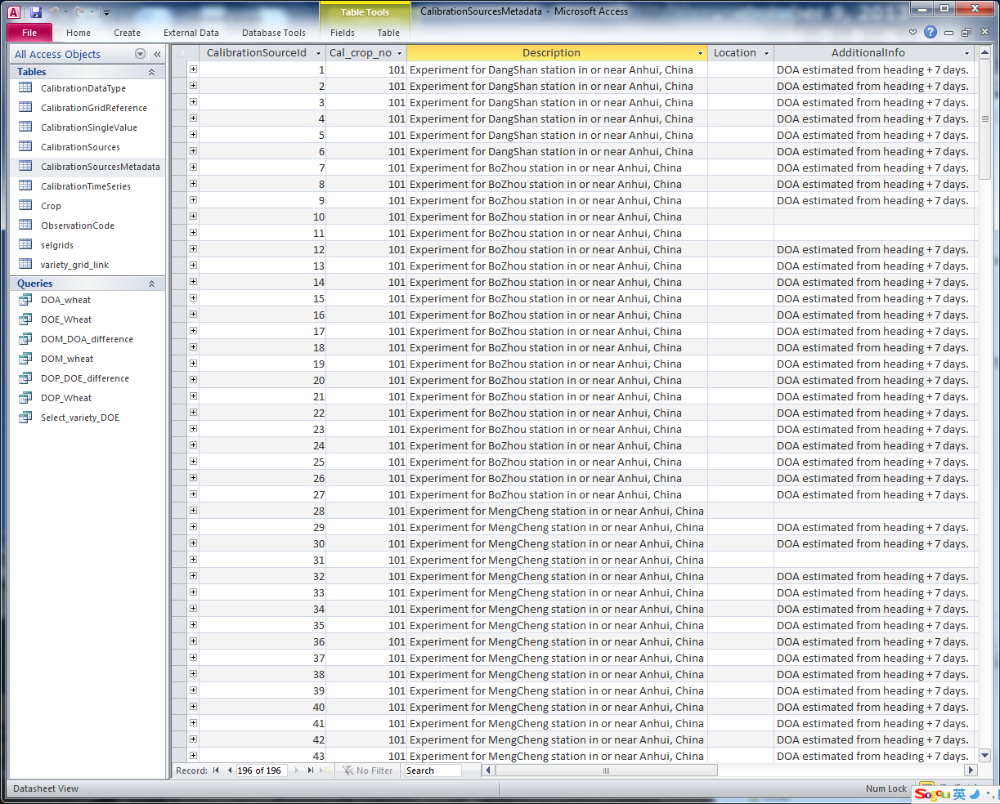 Table Tools
CalibrationSourcesMetadata - Microsoft Access
File Home Create External Data Database Tools Fields Table
All Access Objects
Tables
CalibrationDataType
CalibrationGridReference
CalibrationSingleValue
CalibrationSources
CalibrationSourcesMetadata
CalibrationTimeSeries
Crop
ObservationCode
selgrids
variety_grid_link
Queries
DOA_wheat
DOE_Wheat
DOM_DOA_difference
DOM_wheat
DOP_DOE_difference
DOP_Wheat
Select_variety_DOE
CalibrationSourceId Cal_crop_no Description Location AdditionalInfo
1 101 Experiment for DangShan station in or near Anhui, China DOA estimated from heading + 7 days.
2 101 Experiment for DangShan station in or near Anhui, China DOA estimated from heading + 7 days.
3 101 Experiment for DangShan station in or near Anhui, China DOA estimated from heading + 7 days.
4 101 Experiment for DangShan station in or near Anhui, China DOA estimated from heading + 7 days.
5 101 Experiment for DangShan station in or near Anhui, China DOA estimated from heading + 7 days.
6 101 Experiment for DangShan station in or near Anhui, China DOA estimated from heading + 7 days.
7 101 Experiment for BoZhou station in or near Anhui, China DOA estimated from heading + 7 days.
8 101 Experiment for BoZhou station in or near Anhui, China DOA estimated from heading + 7 days.
9 101 Experiment for BoZhou station in or near Anhui, China DOA estimated from heading + 7 days.
10 101 Experiment for BoZhou station in or near Anhui, China
11 101 Experiment for BoZhou station in or near Anhui, China
12 101 Experiment for BoZhou station in or near Anhui, China DOA estimated from heading + 7 days.
13 101 Experiment for BoZhou station in or near Anhui, China DOA estimated from heading + 7 days.
14 101 Experiment for BoZhou station in or near Anhui, China DOA estimated from heading + 7 days.
15 101 Experiment for BoZhou station in or near Anhui, China DOA estimated from heading + 7 days.
16 101 Experiment for BoZhou station in or near Anhui, China DOA estimated from heading + 7 days.
17 101 Experiment for BoZhou station in or near Anhui, China DOA estimated from heading + 7 days.
18 101 Experiment for BoZhou station in or near Anhui, China DOA estimated from heading + 7 days.
19 101 Experiment for BoZhou station in or near Anhui, China DOA estimated from heading + 7 days.
20 101 Experiment for BoZhou station in or near Anhui, China DOA estimated from heading + 7 days.
21 101 Experiment for BoZhou station in or near Anhui, China DOA estimated from heading + 7 days.
22 101 Experiment for BoZhou station in or near Anhui, China DOA estimated from heading + 7 days.
23 101 Experiment for BoZhou station in or near Anhui, China DOA estimated from heading + 7 days.
24 101 Experiment for BoZhou station in or near Anhui, China DOA estimated from heading + 7 days.
25 101 Experiment for BoZhou station in or near Anhui, China DOA estimated from heading + 7 days.
26 101 Experiment for BoZhou station in or near Anhui, China DOA estimated from heading + 7 days.
27 101 Experiment for BoZhou station in or near Anhui, China DOA estimated from heading + 7 days.
28 101 Experiment for MengCheng station in or near Anhui, China
29 101 Experiment for MengCheng station in or near Anhui, China DOA estimated from heading + 7 days.
30 101 Experiment for MengCheng station in or near Anhui, China DOA estimated from heading + 7 days.
31 101 Experiment for MengCheng station in or near Anhui, China
32 101 Experiment for MengCheng station in or near Anhui, China DOA estimated from heading + 7 days.
33 101 Experiment for MengCheng station in or near Anhui, China DOA estimated from heading + 7 days.
34 101 Experiment for MengCheng station in or near Anhui, China DOA estimated from heading + 7 days.
35 101 Experiment for MengCheng station in or near Anhui, China DOA estimated from heading + 7 days.
36 101 Experiment for MengCheng station in or near Anhui, China DOA estimated from heading + 7 days.
37 101 Experiment for MengCheng station in or near Anhui, China DOA estimated from heading + 7 days.
38 101 Experiment for MengCheng station in or near Anhui, China DOA estimated from heading + 7 days.
39 101 Experiment for MengCheng station in or near Anhui, China DOA estimated from heading + 7 days.
40 101 Experiment for MengCheng station in or near Anhui, China DOA estimated from heading + 7 days.
41 101 Experiment for MengCheng station in or near Anhui, China DOA estimated from heading + 7 days.
42 101 Experiment for MengCheng station in or near Anhui, China DOA estimated from heading + 7 days.
43 101 Experiment for MengCheng station in or near Anhui, China DOA estimated from heading + 7 days.
Record: 196 of 196 No Filter Search
Datasheet View Num Lock
Sogou 英